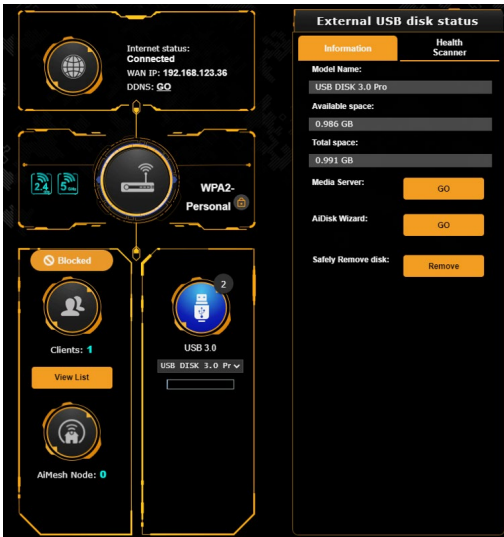 Internet status:
Connected
WAN IP: 192.168.123.36
DDNS: GO
2.4
GHz
5
GHz
WPA2-
Personal
Blocked
Clients: 1
View List
AiMesh Node: 0
2
USB 3.0
USB DISK 3.0 Pr
External USB disk status
Information
Health
Scanner
Model Name:
USB DISK 3.0 Pro
Available space:
0.986 GB
Total space:
0.991 GB
Media Server:
GO
AiDisk Wizard:
GO
Safely Remove disk:
Remove